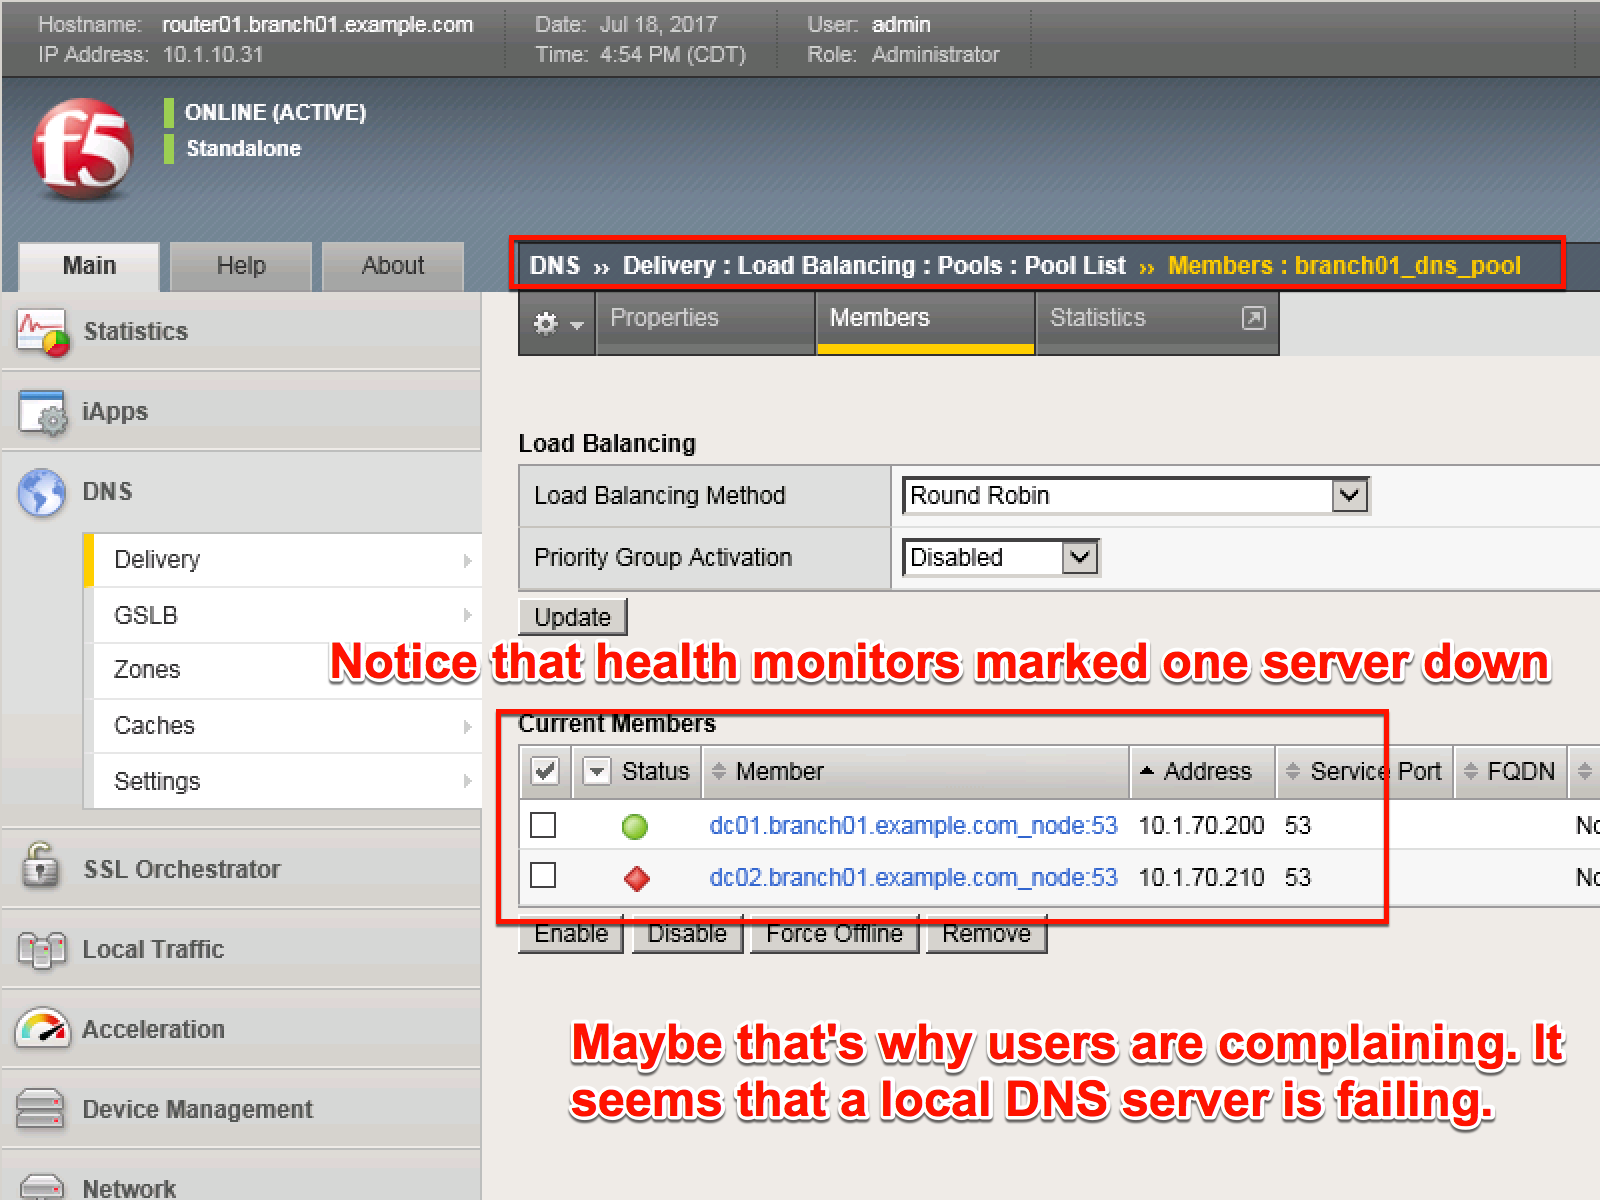 Hostname: router01.branch01.example.com Date: Jul 18, 2017 User: admin
IP Address: 10.1.10.31 Time: 4:54 PM (CDT) Role: Administrator
f5
ONLINE (ACTIVE)
Standalone
Main Help About
DNS ›› Delivery : Load Balancing : Pools : Pool List ›› Members : branch01_dns_pool
Properties Members Statistics
Statistics
iApps
DNS
Delivery
GSLB
Zones
Caches
Settings
SSL Orchestrator
Local Traffic
Acceleration
Device Management
Network
Load Balancing
Load Balancing Method Round Robin
Priority Group Activation Disabled
Update
Notice that health monitors marked one server down
Current Members
Status Member Address Service Port FQDN
dc01.branch01.example.com_node:53 10.1.70.200 53 No
dc02.branch01.example.com_node:53 10.1.70.210 53 No
Enable Disable Force Offline Remove
Maybe that's why users are complaining. It
seems that a local DNS server is failing.